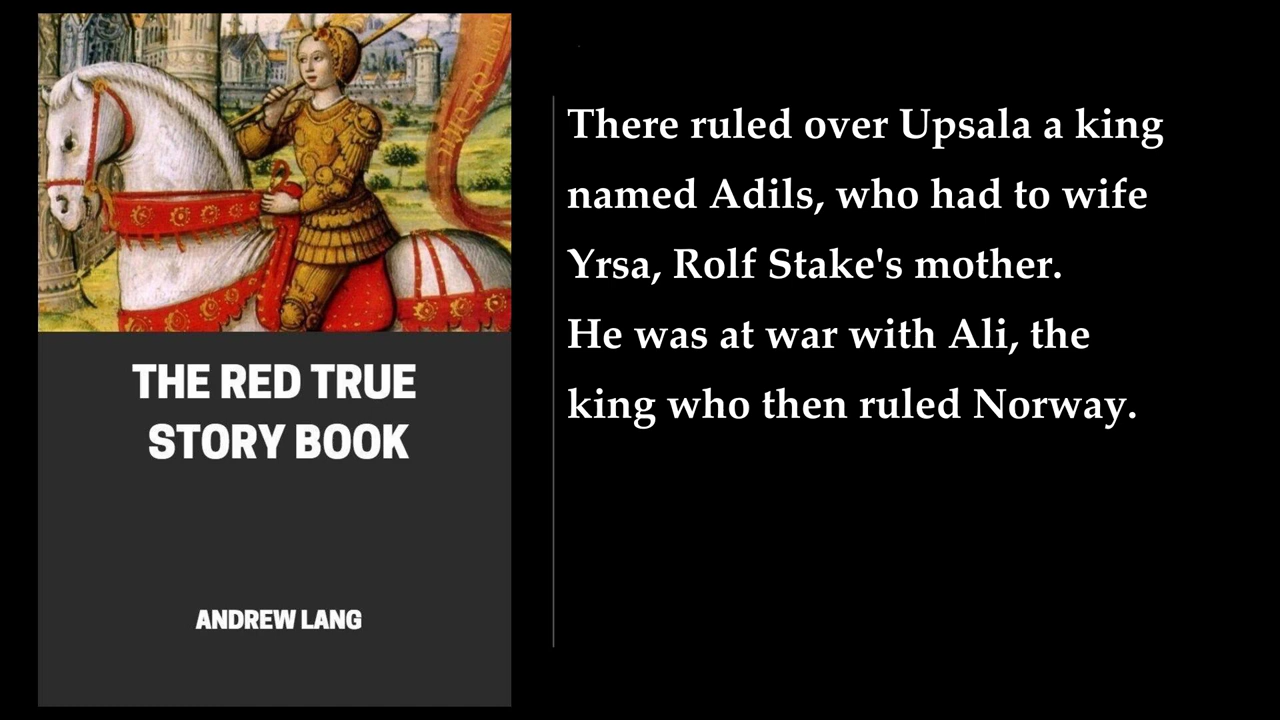 THE RED TRUE
STORY BOOK
ANDREW LANG
There ruled over Upsala a king
named Adils, who had to wife
Yrsa, Rolf Stake's mother.
He was at war with Ali, the
king who then ruled Norway.